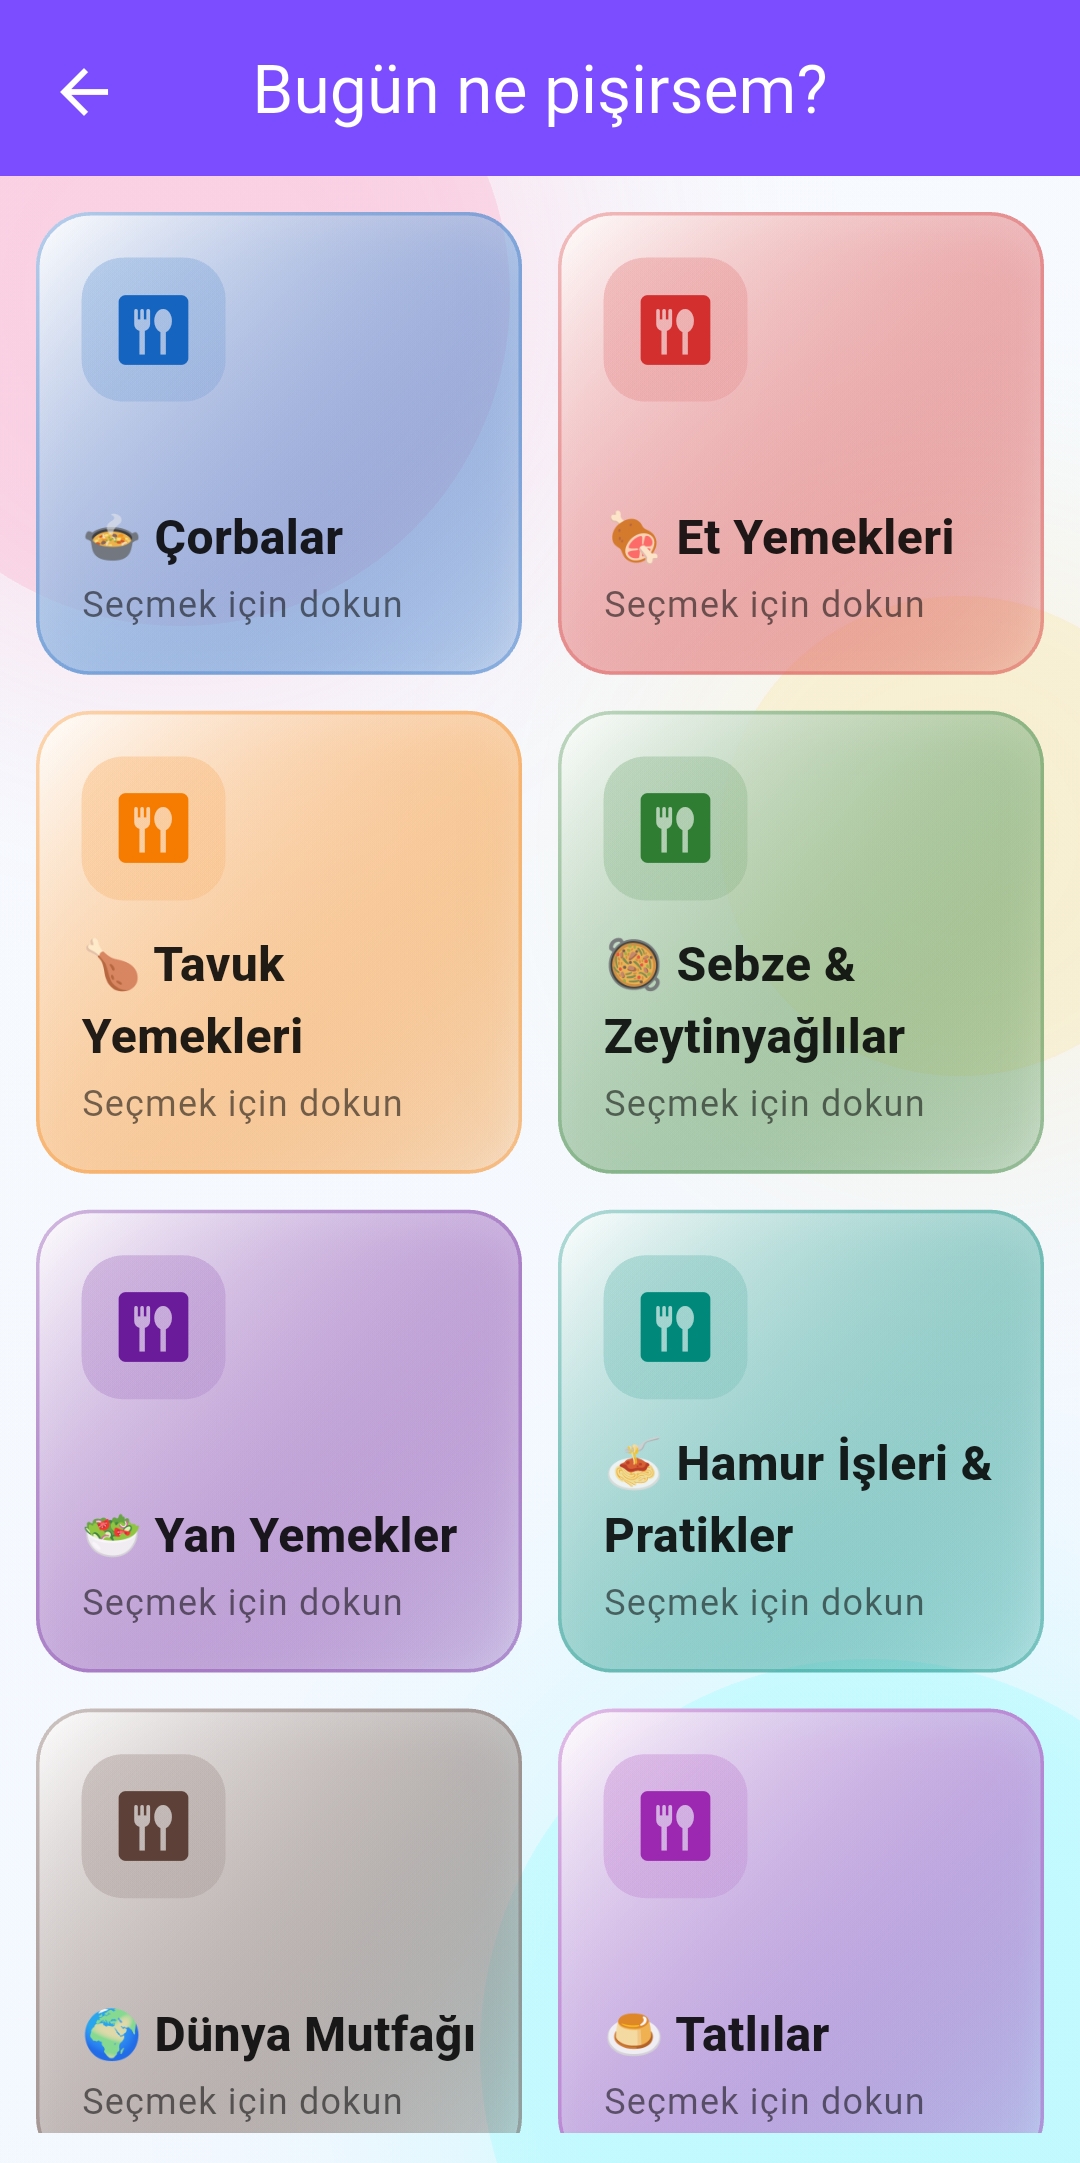 Bugün ne pişirsem?
🍲 Çorbalar
Seçmek için dokun
🍖 Et Yemekleri
Seçmek için dokun
🍗 Tavuk
Yemekleri
Seçmek için dokun
🥘 Sebze &
Zeytinyağlılar
Seçmek için dokun
🥗 Yan Yemekler
Seçmek için dokun
🍝 Hamur İşleri &
Pratikler
Seçmek için dokun
🌍 Dünya Mutfağı
Seçmek için dokun
🍮 Tatlılar
Seçmek için dokun